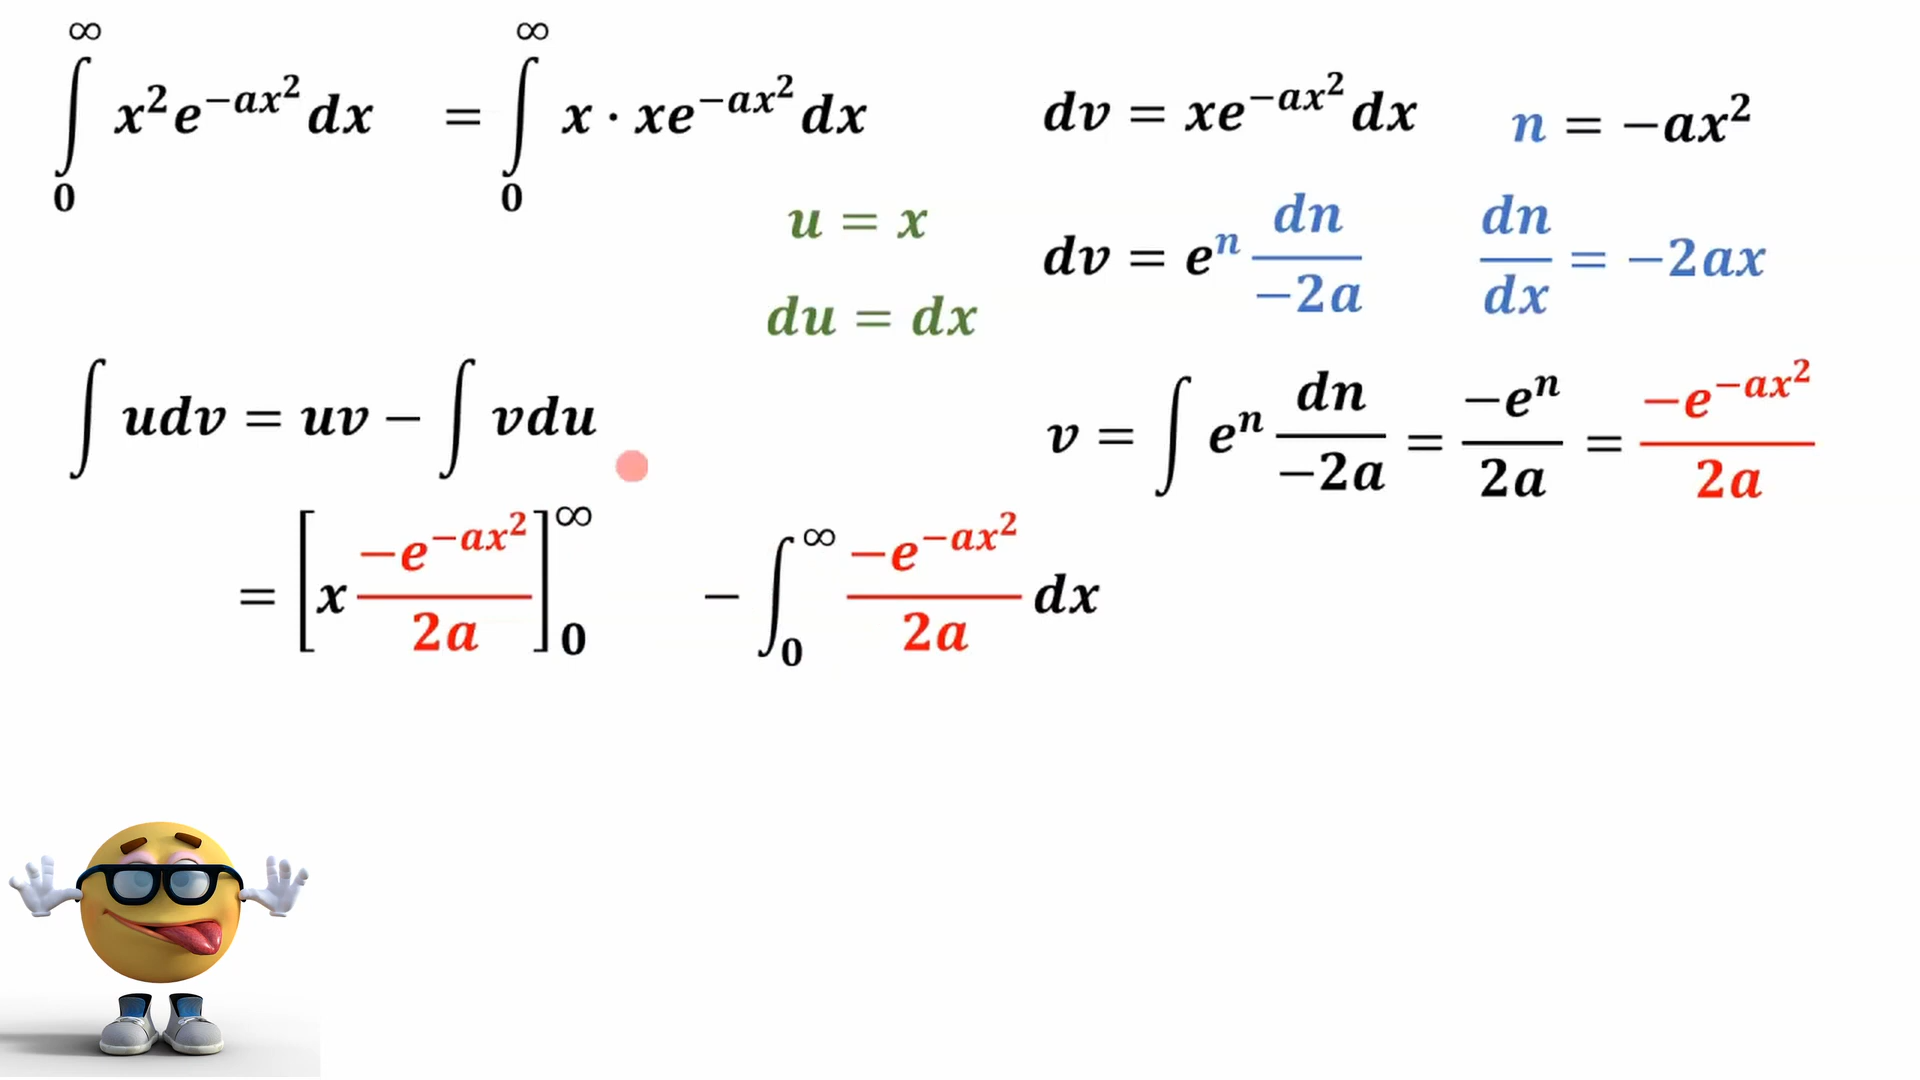 ∫₀^∞ x² e^{-ax²} dx = ∫₀^∞ x · xe^{-ax²} dx
u = x
du = dx
dv = xe^{-ax²} dx
n = -ax²
dv = eⁿ dn/(-2a)
dn/dx = -2ax
∫ udv = uv - ∫ vdu
v = ∫ eⁿ dn/(-2a) = -eⁿ/(2a) = -e^{-ax²}/(2a)
= [x -e^{-ax²}/(2a)]₀^∞ - ∫₀^∞ -e^{-ax²}/(2a) dx